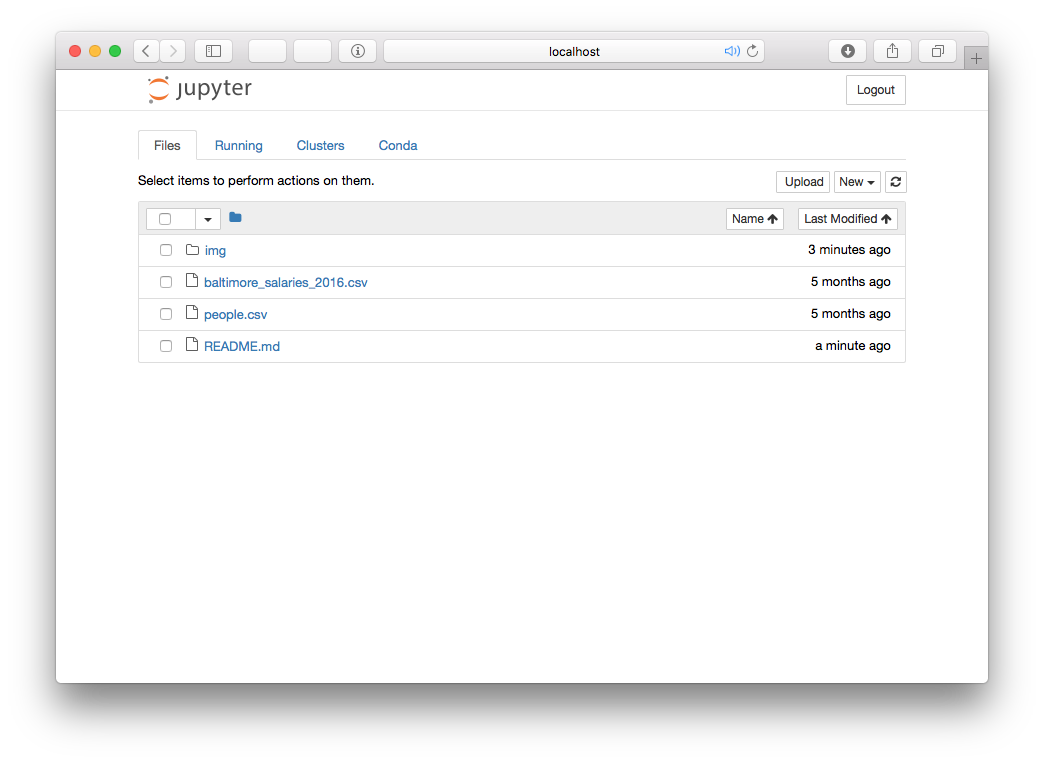 localhost
jupyter
Logout
Files Running Clusters Conda
Select items to perform actions on them.
Upload New
Name Last Modified
img 3 minutes ago
baltimore_salaries_2016.csv 5 months ago
people.csv 5 months ago
README.md a minute ago